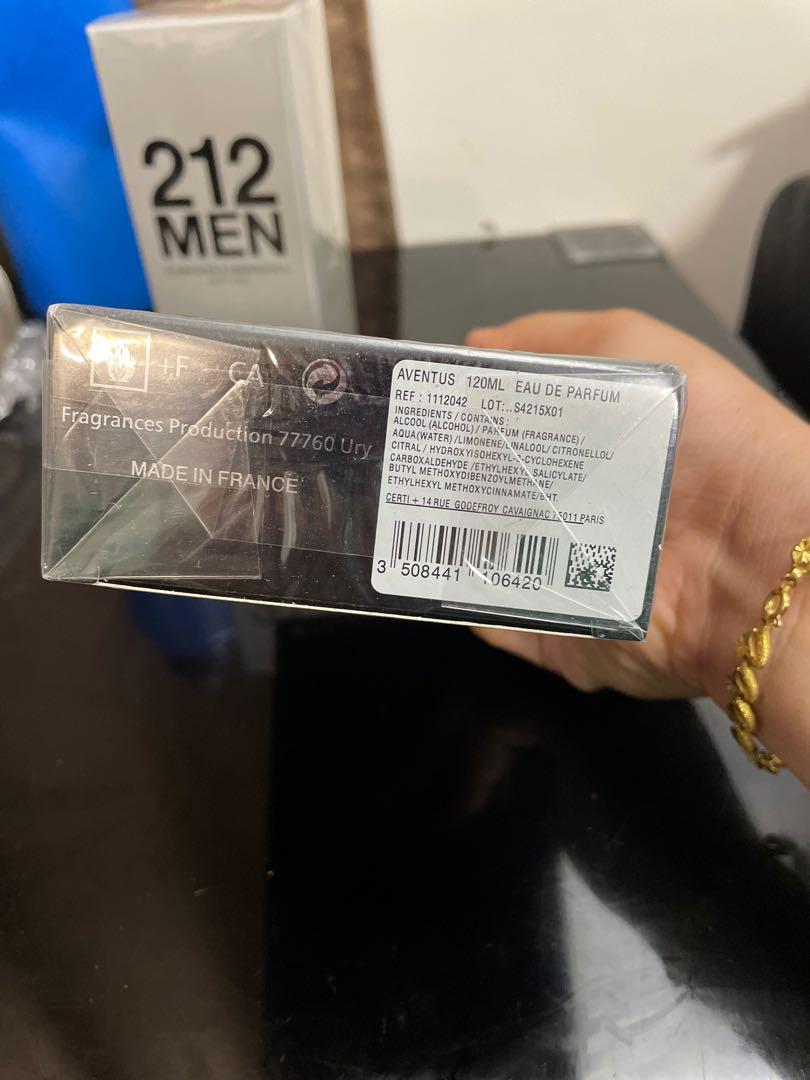 212
MEN
+F CA
Fragrances Production 77760 Ury
MADE IN FRANCE
AVENTUS 120ML EAU DE PARFUM
REF : 1112042 LOT:..S4215X01
INGREDIENTS / CONTAINS :
ALCOOL (ALCOHOL) / PARFUM (FRAGRANCE) /
AQUA(WATER) /LIMONENE/LINALOOL/ CITRONELLOL/
CITRAL / HYDROXYISOHEXYL-3-CYCLOHEXENE
CARBOXALDEHYDE /ETHYLHEXYL SALICYLATE/
BUTYL METHOXYDIBENZOYLMETHANE/
ETHYLHEXYL METHOXYCINNAMATE/BHT.
CERTI + 14 RUE GODEFROY CAVAIGNAC 75011 PARIS
3 508441 106420